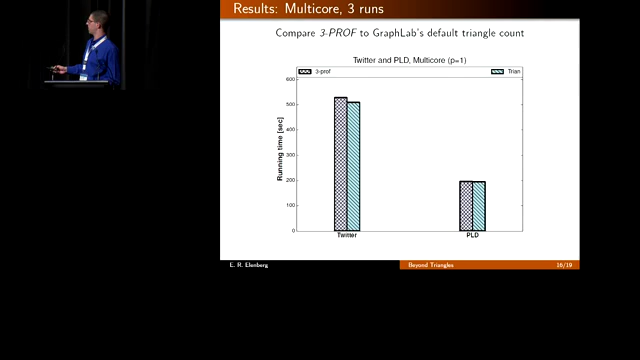 Results: Multicore, 3 runs
Compare 3-PROF to GraphLab's default triangle count
Twitter and PLD, Multicore (p=1)
3-prof
Trian
600
500
400
300
200
100
0
Running time [sec]
Twitter
PLD
E. R. Elenberg
Beyond Triangles
16/19